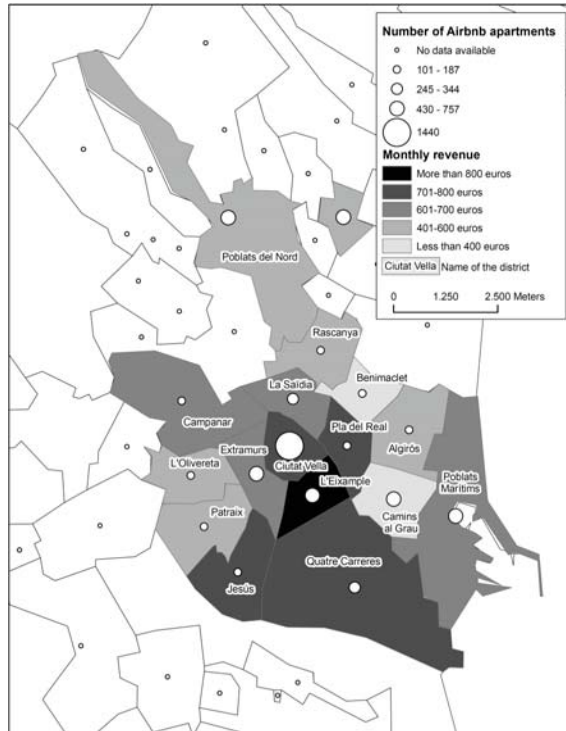 Number of Airbnb apartments
No data available
101 - 187
245 - 344
430 - 757
1440
Monthly revenue
More than 800 euros
701-800 euros
601-700 euros
401-600 euros
Less than 400 euros
Ciutat Vella Name of the district
0 1.250 2.500 Meters
Poblats del Nord
Rascanya
Benimaclet
La Saïdia
Campanar
Pla del Real
Extramurs
Algirós
Ciutat Vella
L'Olivereta
L'Eixample
Poblats
Marítims
Patraix
Camins
al Grau
Quatre Carreres
Jesús